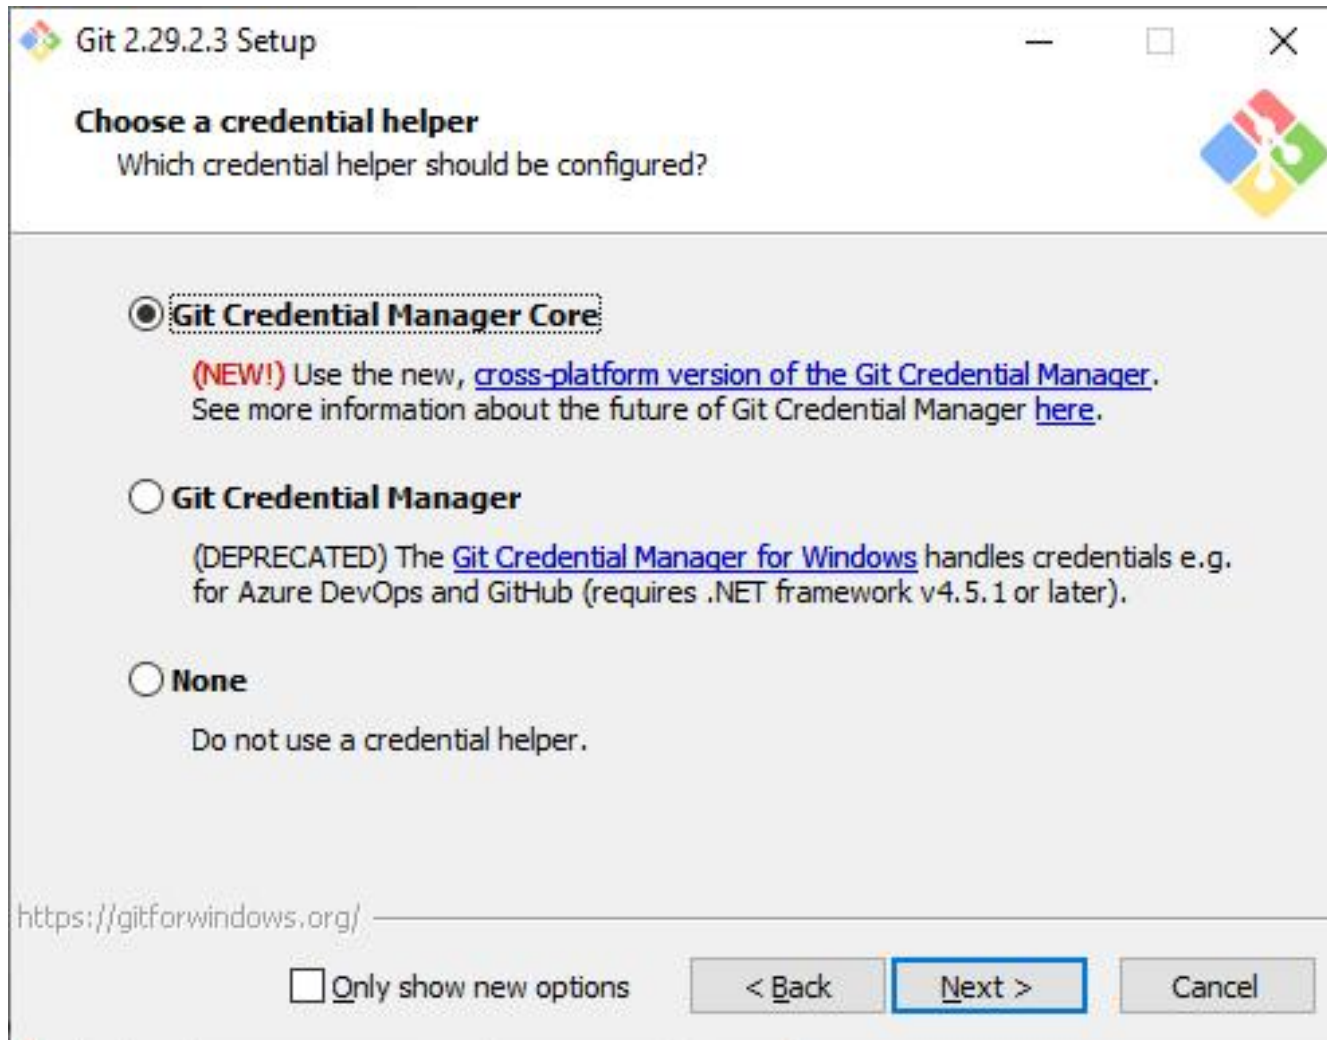 Git 2.29.2.3 Setup
Choose a credential helper
Which credential helper should be configured?
Git Credential Manager Core
(NEW!) Use the new, cross-platform version of the Git Credential Manager.
See more information about the future of Git Credential Manager here.
Git Credential Manager
(DEPRECATED) The Git Credential Manager for Windows handles credentials e.g.
for Azure DevOps and GitHub (requires .NET framework v4.5.1 or later).
None
Do not use a credential helper.
https://gitforwindows.org/
Only show new options
< Back
Next >
Cancel